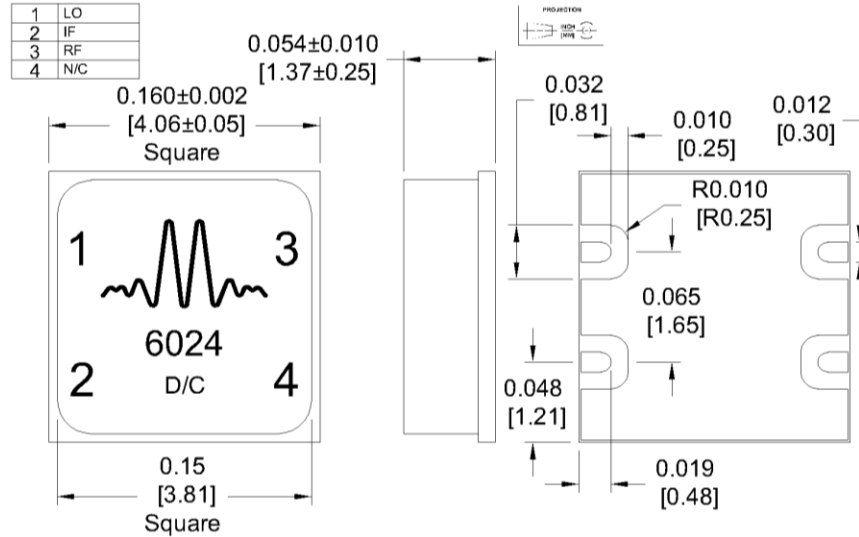 1 LO
2 IF
3 RF
4 N/C
PROJECTION
INCH
[MM]
0.054±0.010
[1.37±0.25]
0.160±0.002
[4.06±0.05]
Square
0.032
[0.81]
0.010
[0.25]
0.012
[0.30]
R0.010
[R0.25]
1 3
6024
2 4
D/C
0.065
[1.65]
0.048
[1.21]
0.15
[3.81]
Square
0.019
[0.48]